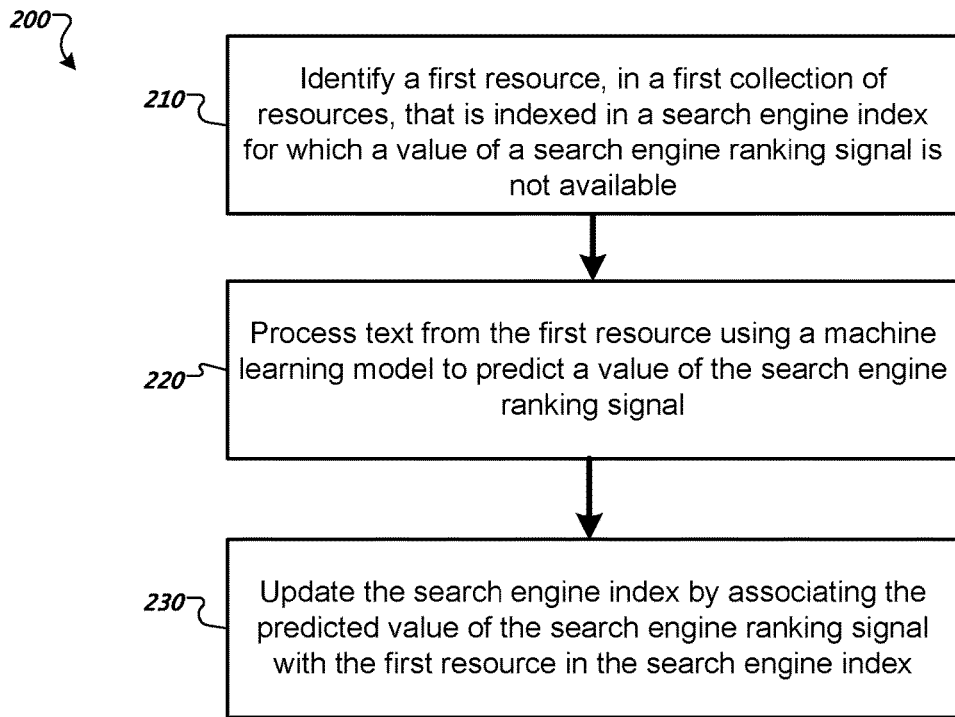 200
210
Identify a first resource, in a first collection of
resources, that is indexed in a search engine index
for which a value of a search engine ranking signal is
not available
220
Process text from the first resource using a machine
learning model to predict a value of the search engine
ranking signal
230
Update the search engine index by associating the
predicted value of the search engine ranking signal
with the first resource in the search engine index